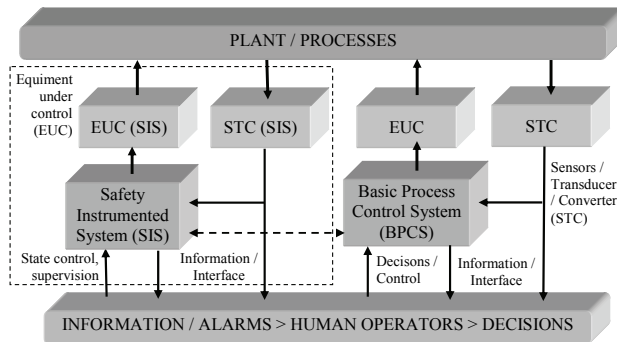 PLANT / PROCESSES
Equiment
under
control
(EUC)
EUC (SIS)
STC (SIS)
EUC
STC
Safety
Instrumented
System (SIS)
Basic Process
Control System
(BPCS)
Sensors /
Transducer
/ Converter
(STC)
State control,
supervision
Information /
Interface
Decisons /
Control
Information /
Interface
INFORMATION / ALARMS > HUMAN OPERATORS > DECISIONS